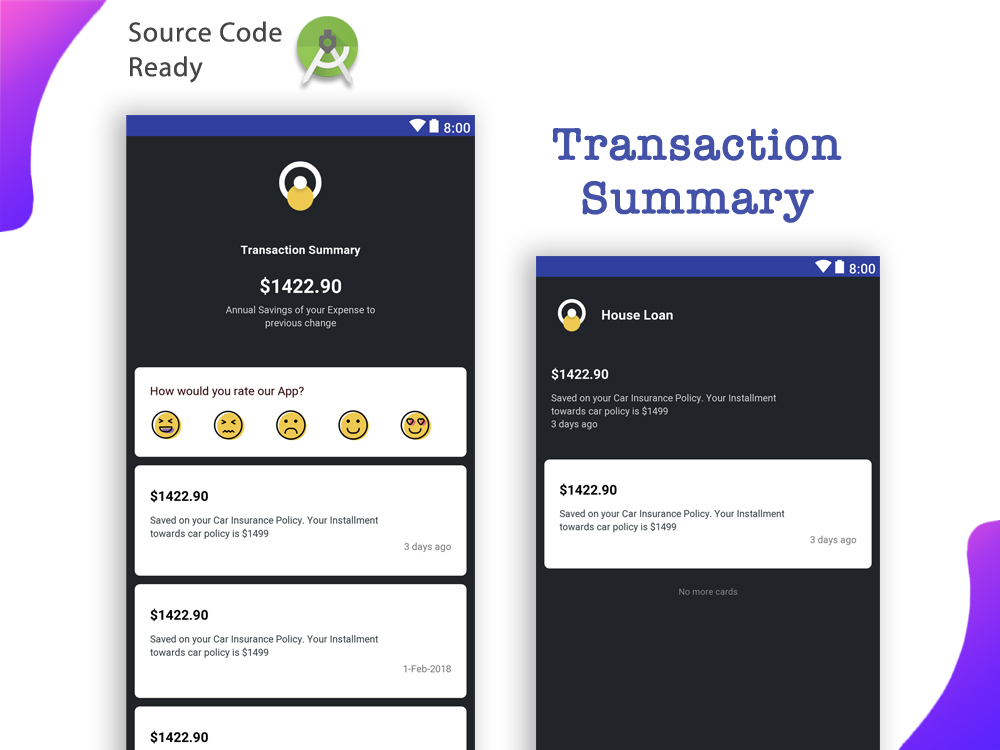 Source Code
Ready
8:00
Transaction Summary
$1422.90
Annual Savings of your Expense to
previous change
How would you rate our App?
$1422.90
Saved on your Car Insurance Policy. Your Installment
towards car policy is $1499
3 days ago
$1422.90
Saved on your Car Insurance Policy. Your Installment
towards car policy is $1499
1-Feb-2018
$1422.90
Transaction
Summary
8:00
House Loan
$1422.90
Saved on your Car Insurance Policy. Your Installment
towards car policy is $1499
3 days ago
$1422.90
Saved on your Car Insurance Policy. Your Installment
towards car policy is $1499
3 days ago
No more cards